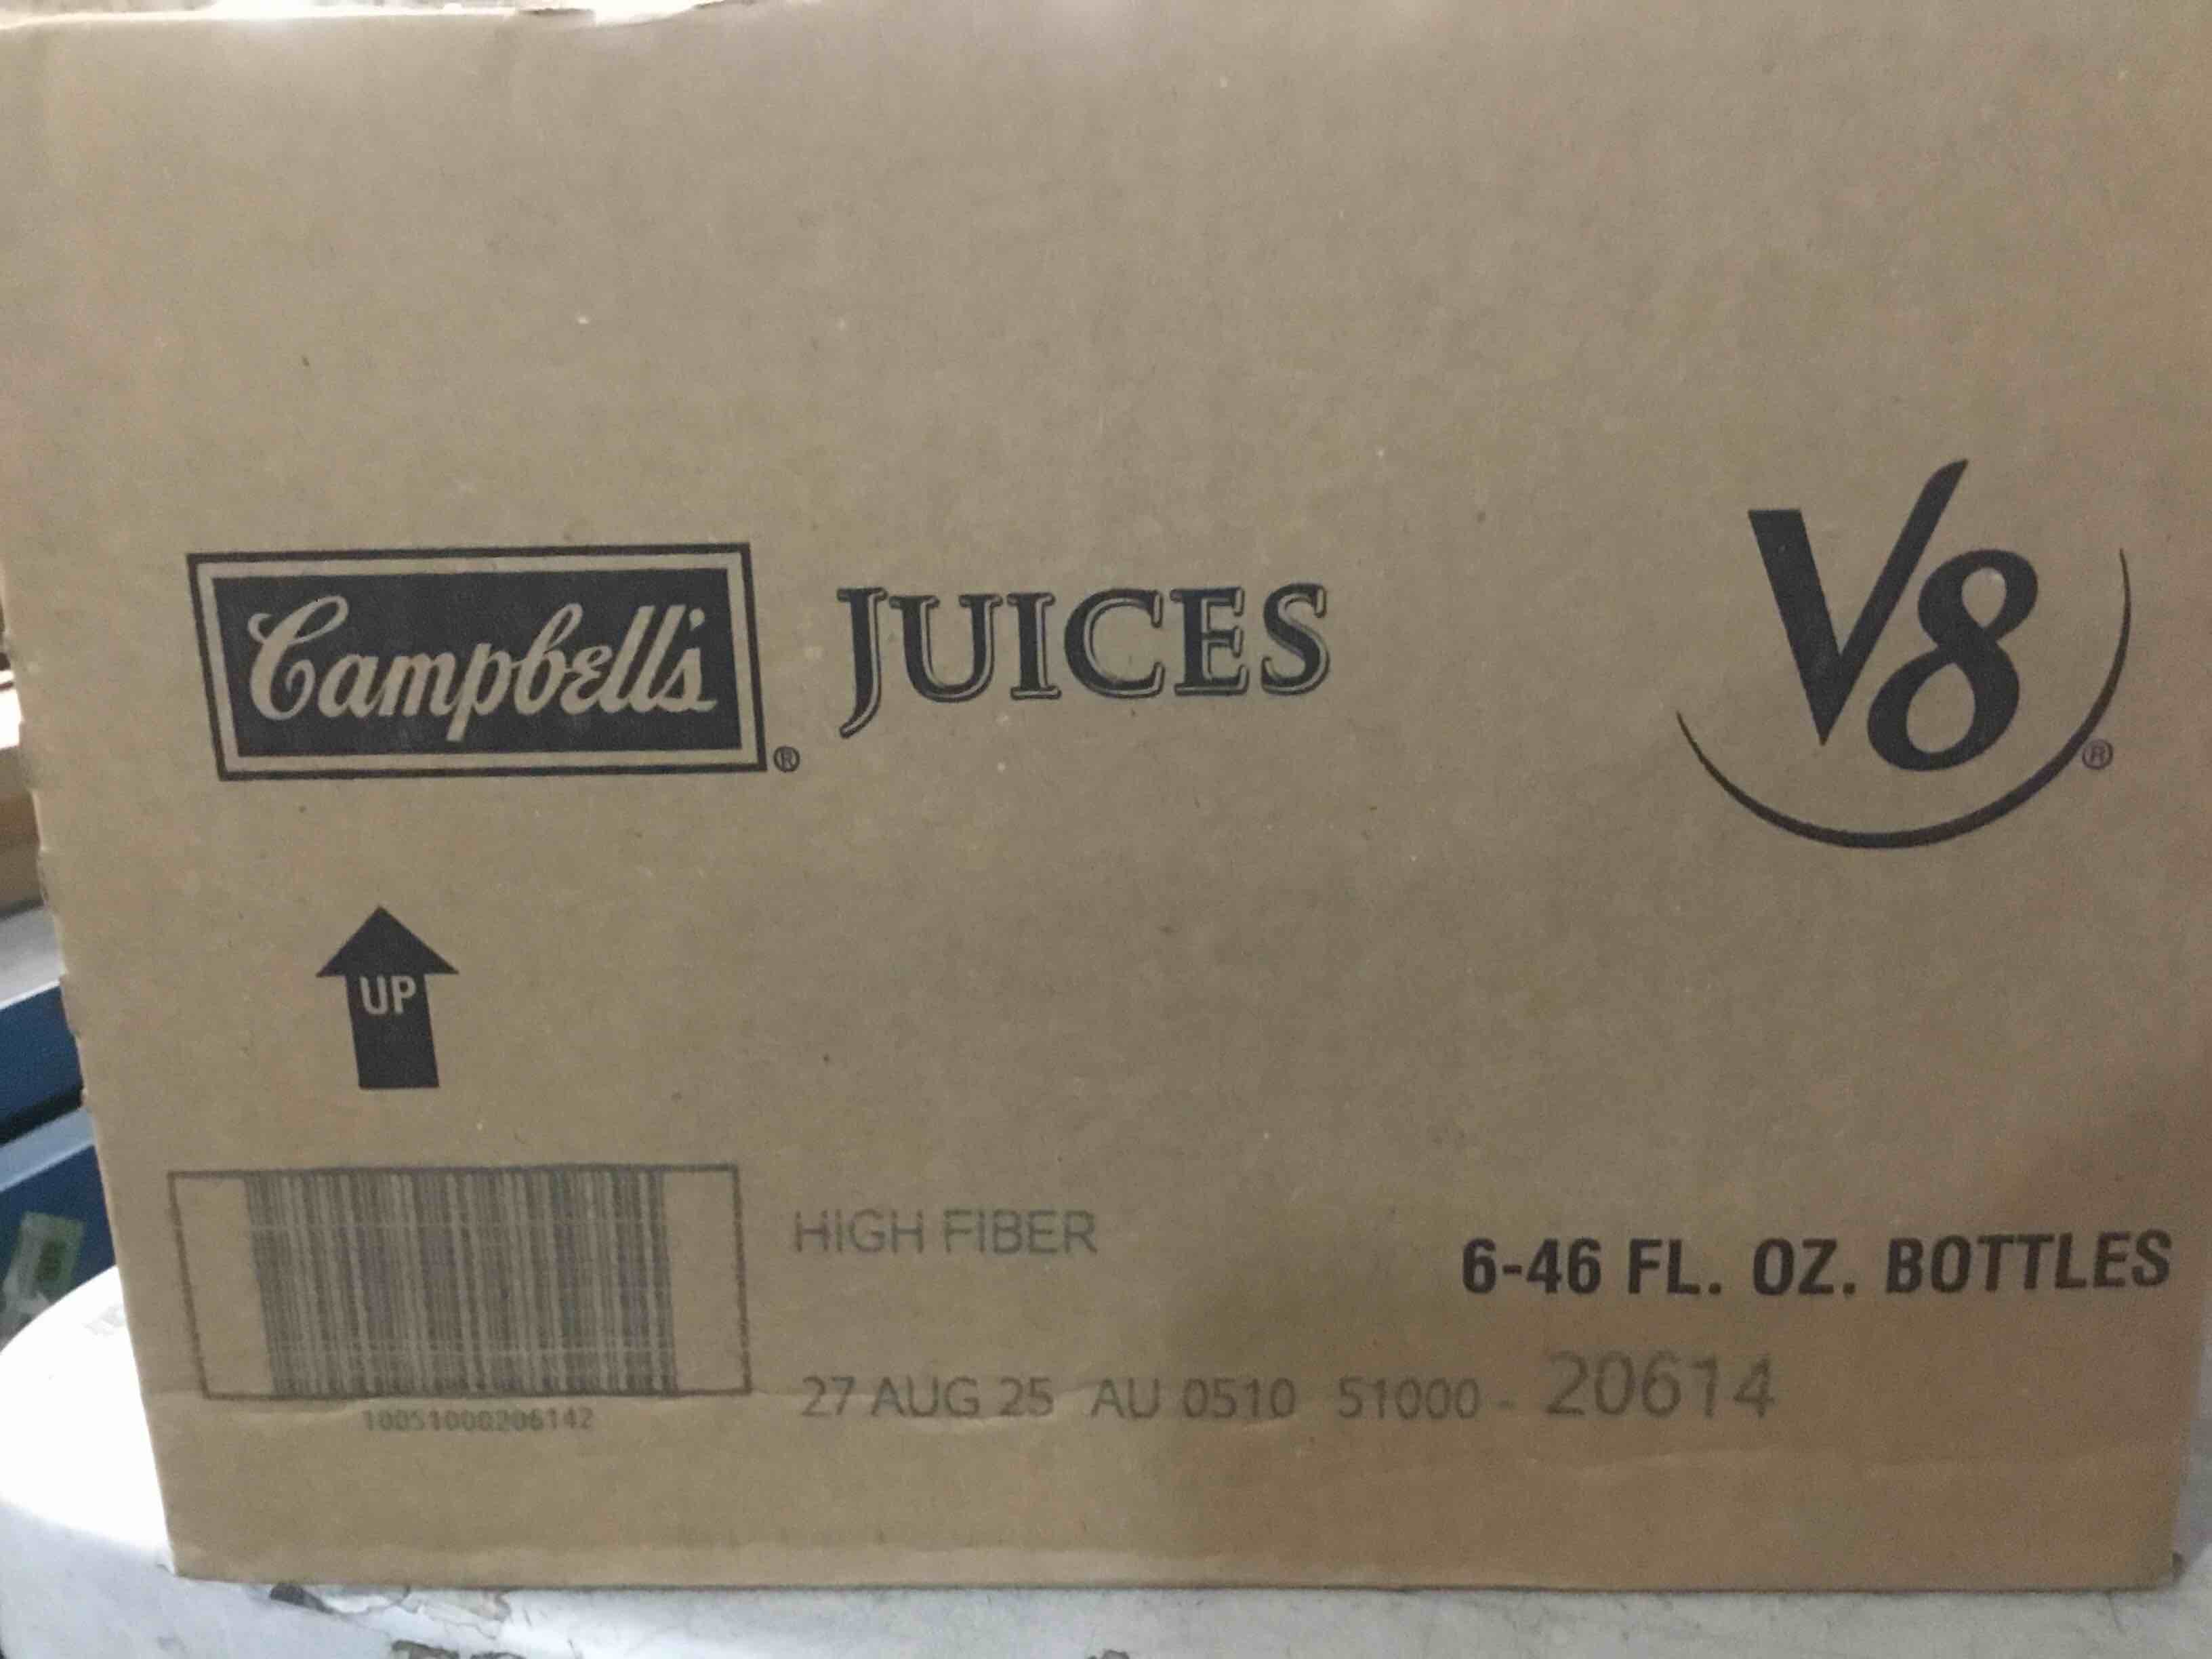 Campbell's® JUICES
V8®
UP
HIGH FIBER
6-46 FL. OZ. BOTTLES
27 AUG 25 AU 0510 51000 - 20614
10051000206142